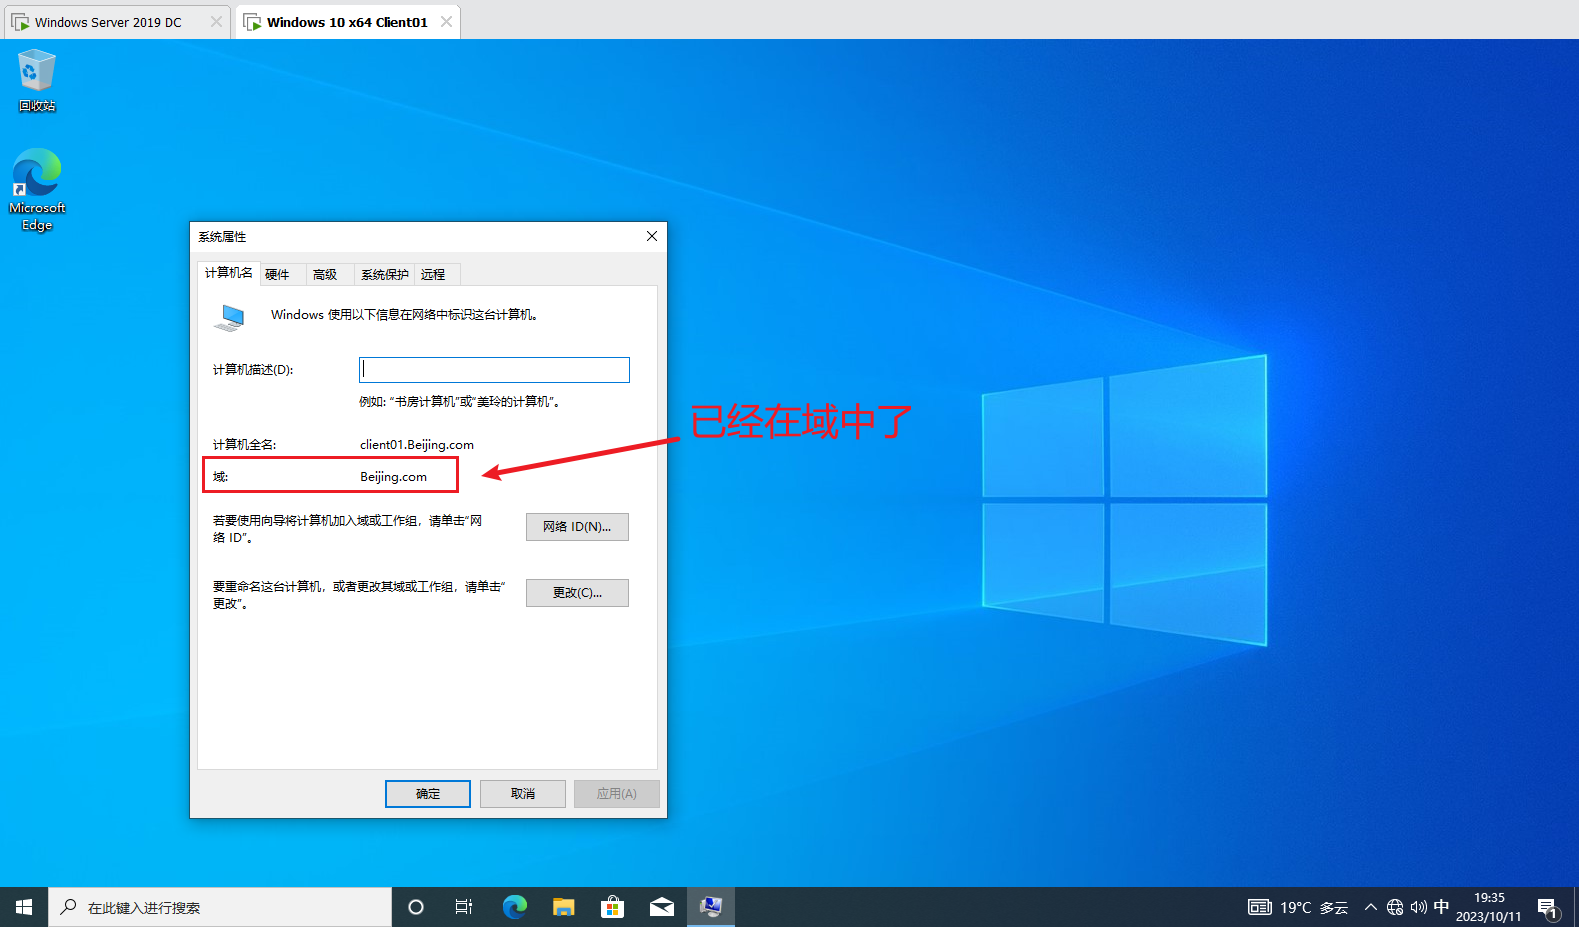 Windows Server 2019 DC
Windows 10 x64 Client01
回收站
Microsoft
Edge
系统属性
计算机名
硬件
高级
系统保护
远程
Windows 使用以下信息在网络中标识这台计算机。
计算机描述(D):
例如: “书房计算机”或“美玲的计算机”。
计算机全名:
client01.Beijing.com
域:
Beijing.com
已经在域中了
若要使用向导将计算机加入域或工作组，请单击“网
络 ID”。
网络 ID(N)...
要重命名这台计算机，或者更改其域或工作组，请单击“
更改”。
更改(C)...
确定
取消
应用(A)
在此键入进行搜索
19°C 多云
中
19:35
2023/10/11
1